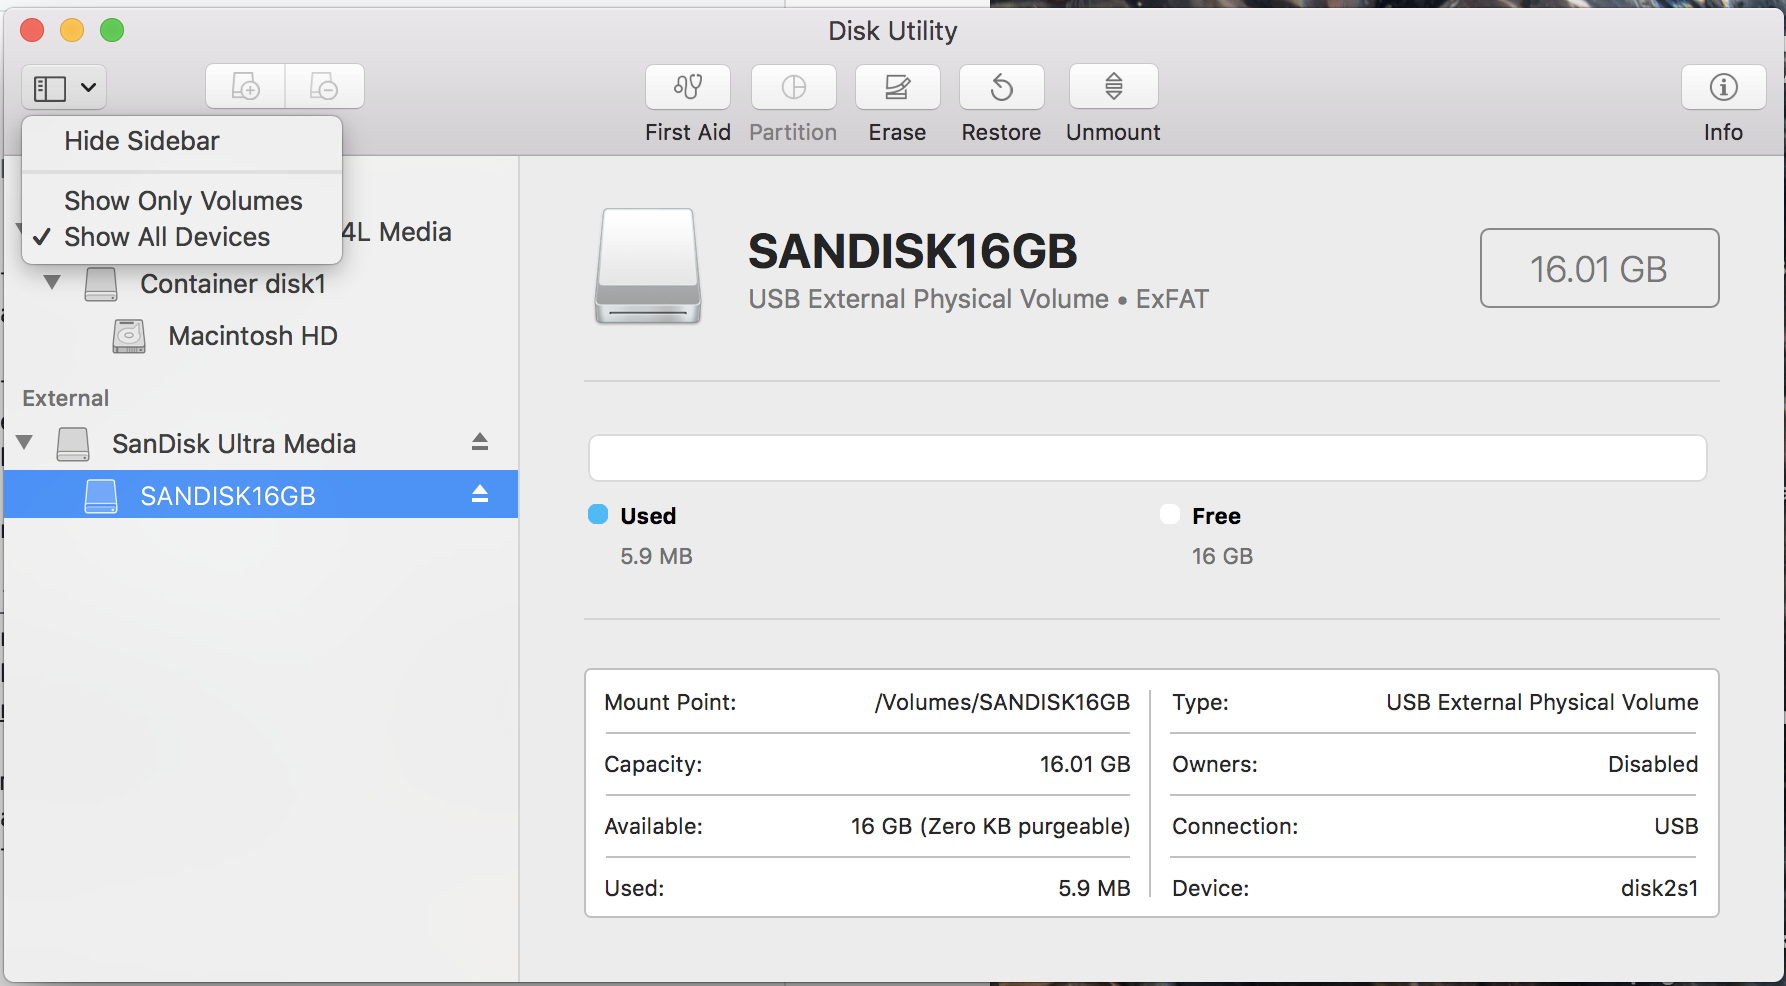 Disk Utility
First Aid
Partition
Erase
Restore
Unmount
Info
Hide Sidebar
Show Only Volumes
Show All Devices
4L Media
Container disk1
Macintosh HD
External
SanDisk Ultra Media
SANDISK16GB
SANDISK16GB
USB External Physical Volume • ExFAT
16.01 GB
Used
5.9 MB
Free
16 GB
Mount Point: /Volumes/SANDISK16GB
Capacity: 16.01 GB
Available: 16 GB (Zero KB purgeable)
Used: 5.9 MB
Type: USB External Physical Volume
Owners: Disabled
Connection: USB
Device: disk2s1